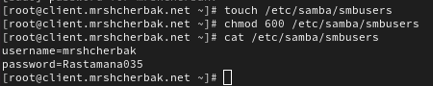 [root@client.mrshcherbak.net ~]# touch /etc/samba/smbusers
[root@client.mrshcherbak.net ~]# chmod 600 /etc/samba/smbusers
[root@client.mrshcherbak.net ~]# cat /etc/samba/smbusers
username=mrshcherbak
password=Rastamana035
[root@client.mrshcherbak.net ~]#